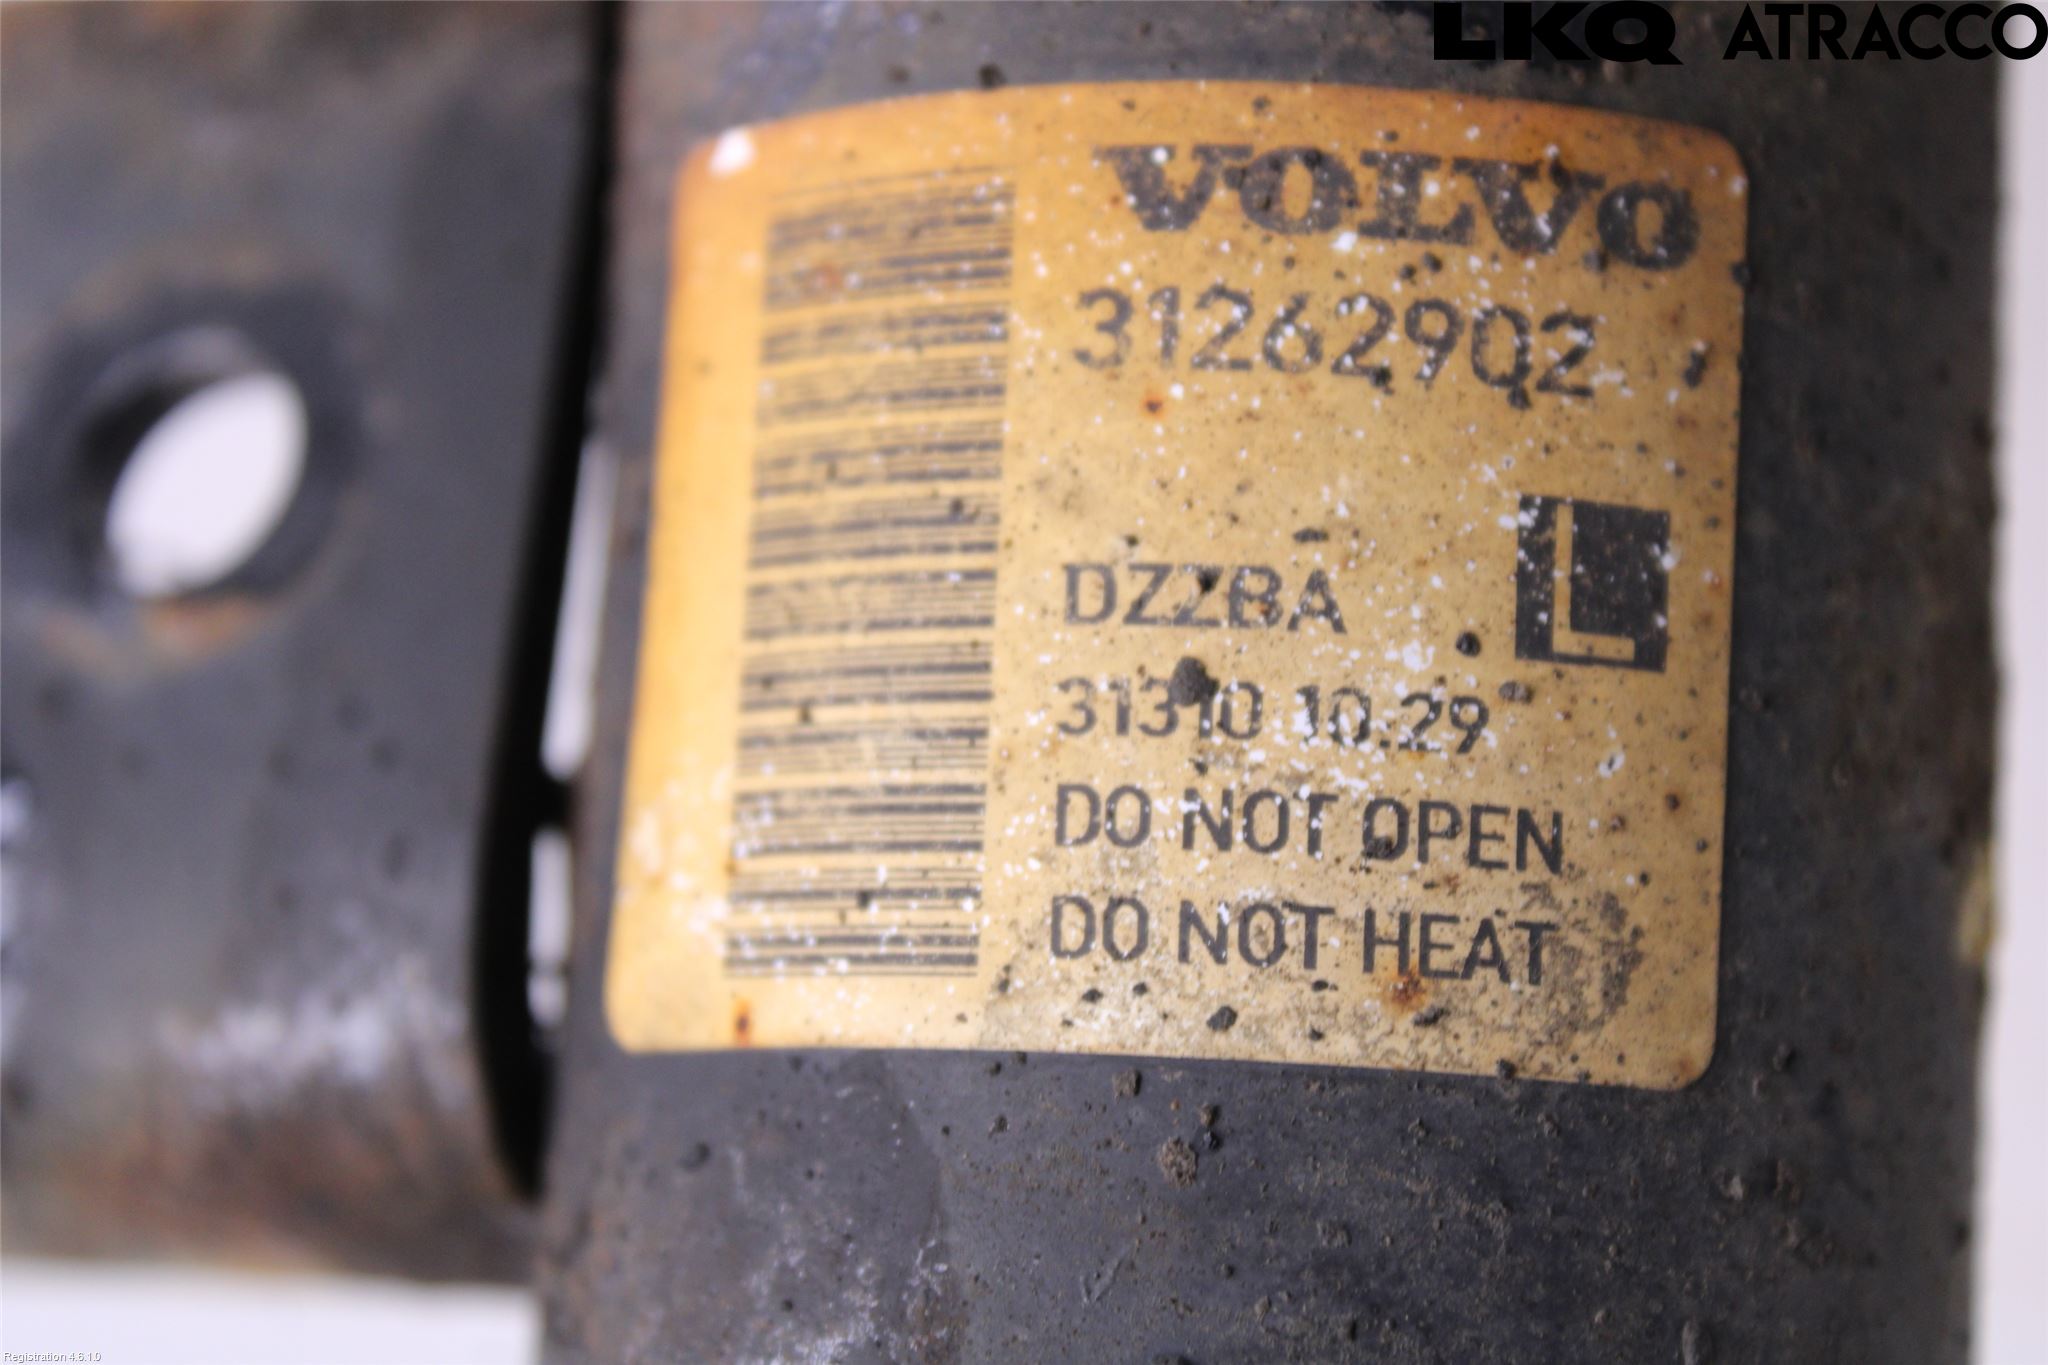 LKQ ATRACCO
VOLVO
31262902
L
DZZBA
31310 10:29
DO NOT OPEN
DO NOT HEAT
Registration 4.6.1.0